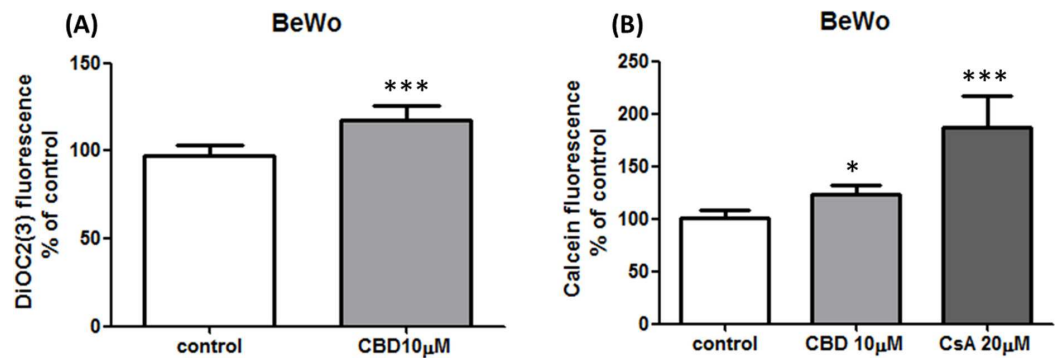 (A)
BeWo
DiOC2(3) fluorescence
% of control
150
100
50
0
***
control
CBD10μM
(B)
BeWo
Calcein fluorescence
% of control
250
200
150
100
50
0
*
***
control
CBD 10μM
CsA 20μM